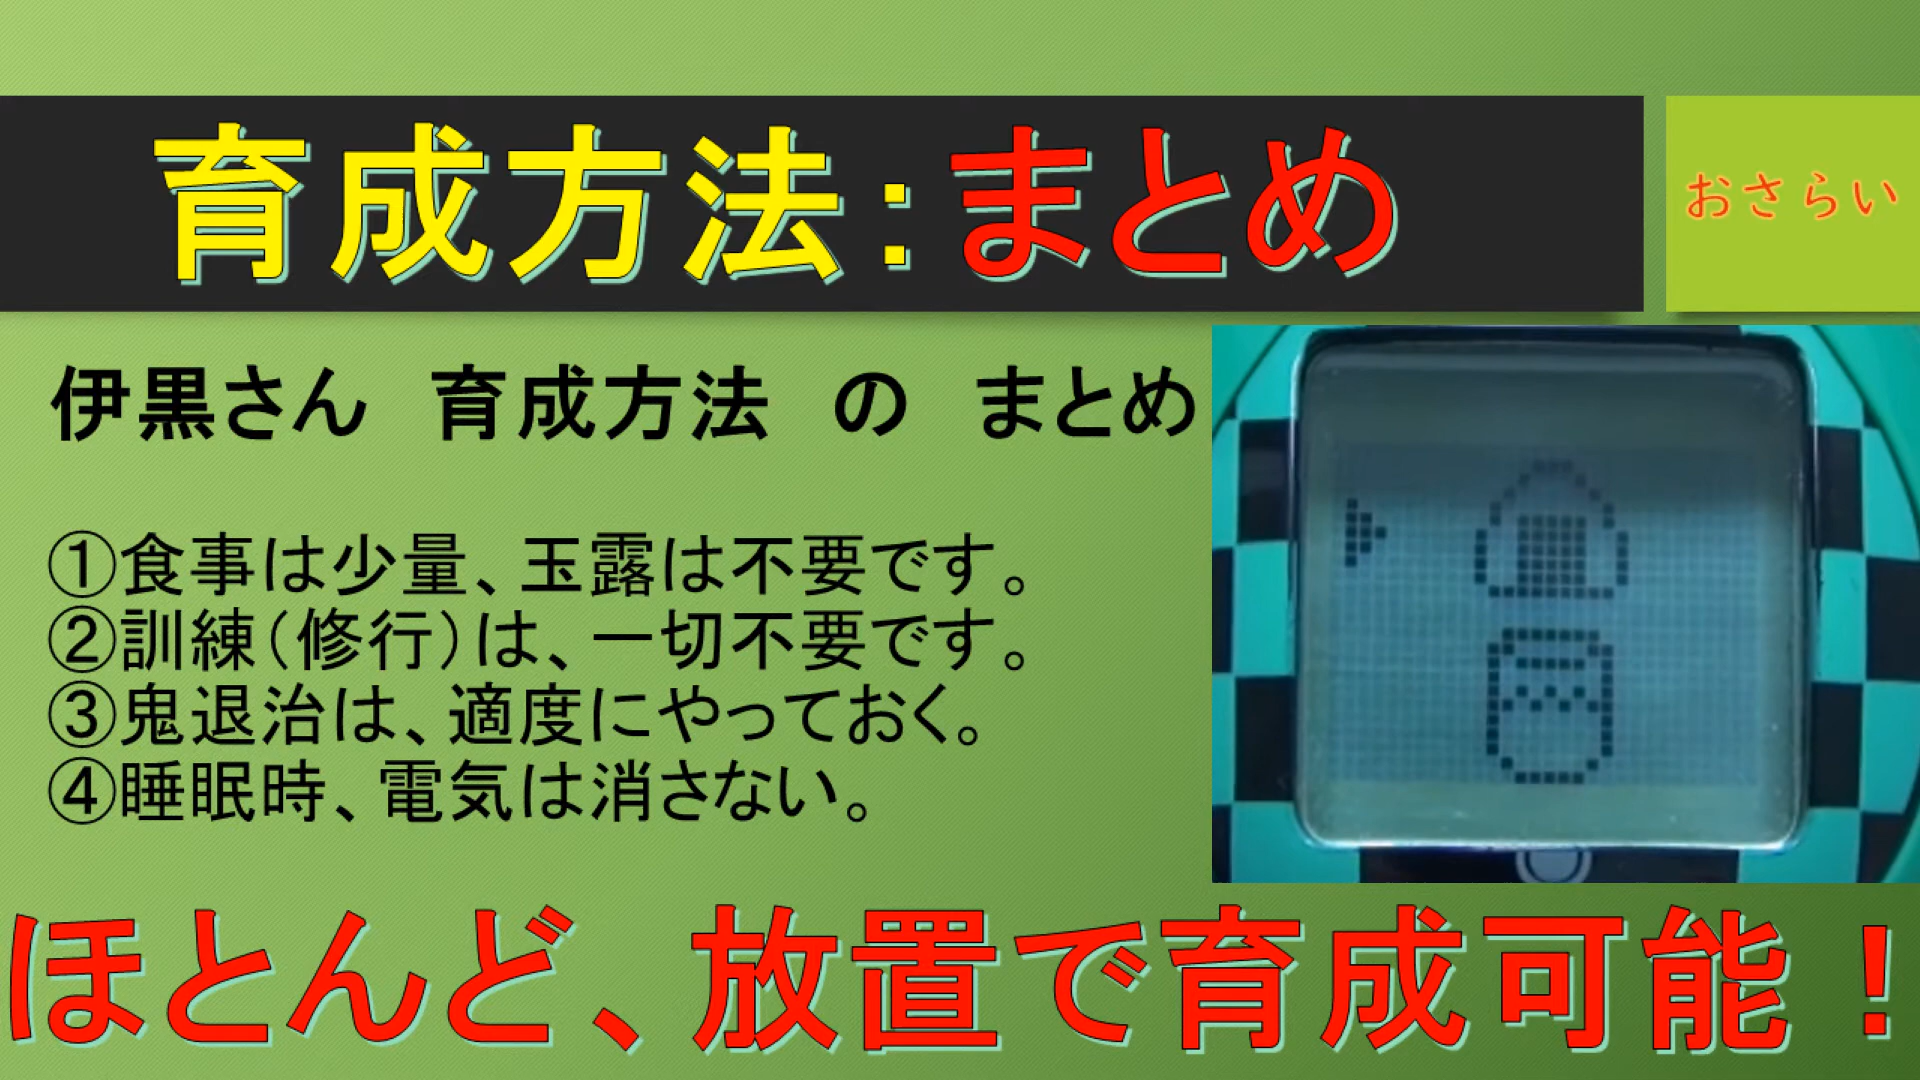 育成方法：まとめ
おさらい
伊黒さん　育成方法　の　まとめ
①食事は少量、玉露は不要です。
②訓練（修行）は、一切不要です。
③鬼退治は、適度にやっておく。
④睡眠時、電気は消さない。
ほとんど、放置で育成可能！